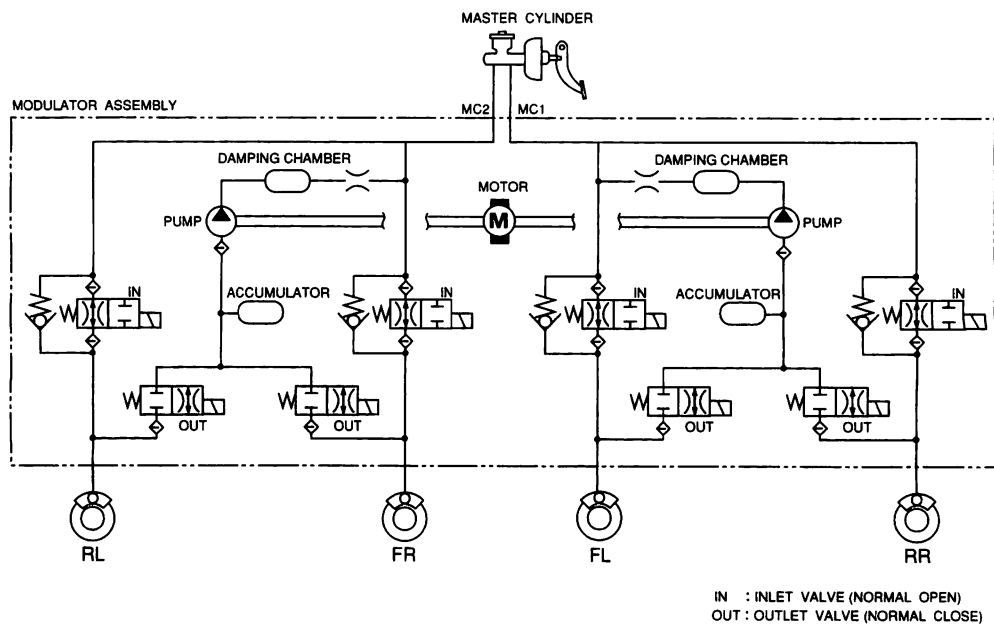 MASTER CYLINDER
MC2 MC1
MODULATOR ASSEMBLY
DAMPING CHAMBER
DAMPING CHAMBER
MOTOR
PUMP
M
PUMP
IN
ACCUMULATOR
IN
IN
ACCUMULATOR
IN
OUT
OUT
OUT
OUT
RL
FR
FL
RR
IN : INLET VALVE (NORMAL OPEN)
OUT : OUTLET VALVE (NORMAL CLOSE)